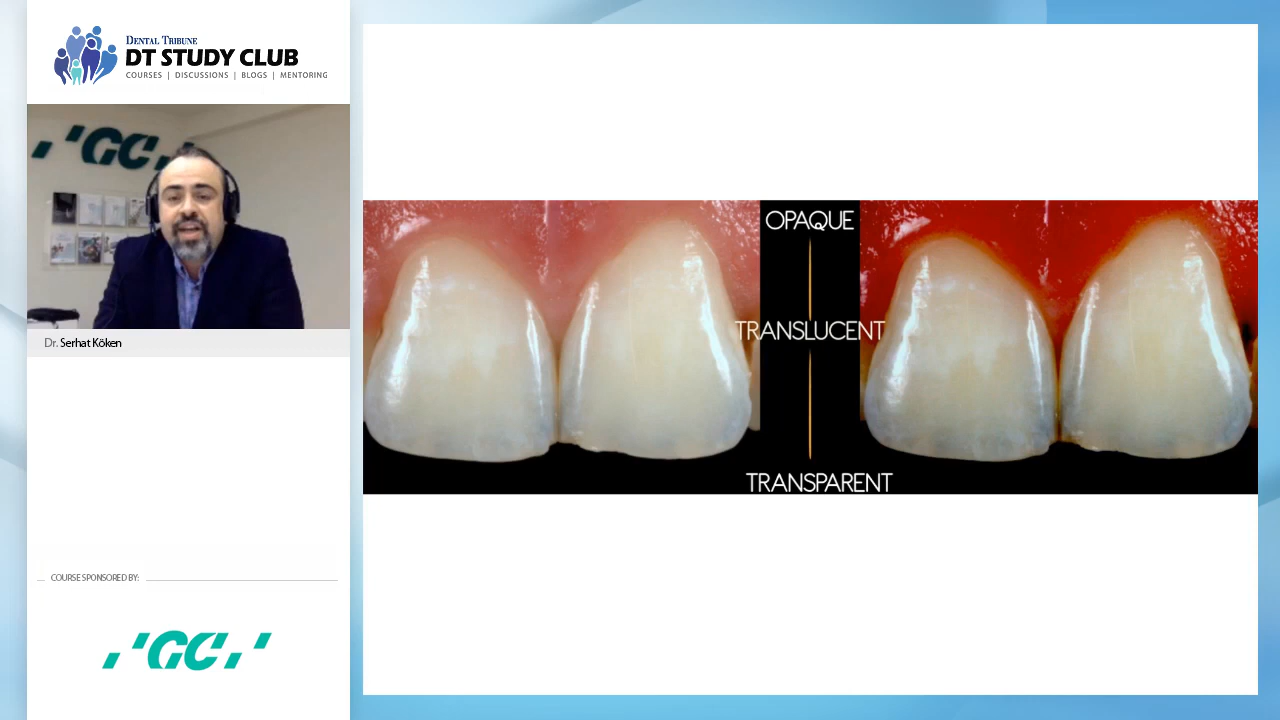 DENTAL TRIBUNE
DT STUDY CLUB
COURSES | DISCUSSIONS | BLOGS | MENTORING
GC
Dr. Serhat Köken
COURSE SPONSORED BY:
GC
OPAQUE
TRANSLUCENT
TRANSPARENT